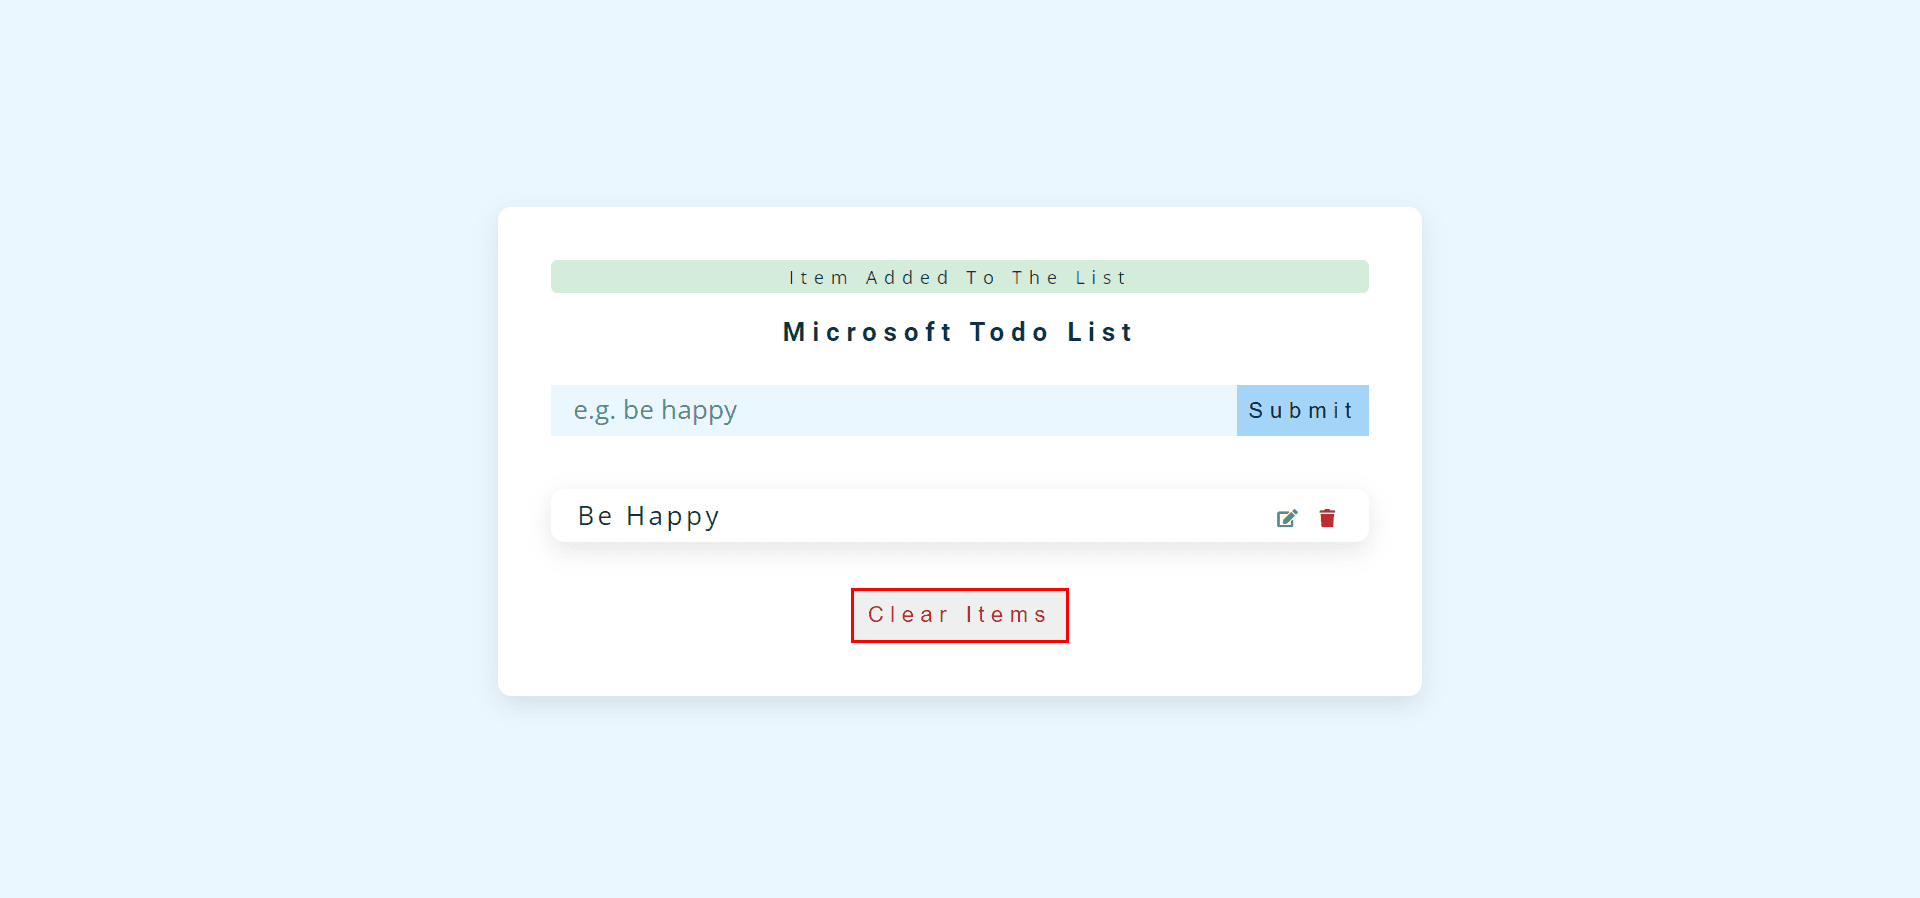 Item Added To The List
Microsoft Todo List
e.g. be happy
Submit
Be Happy
Clear Items